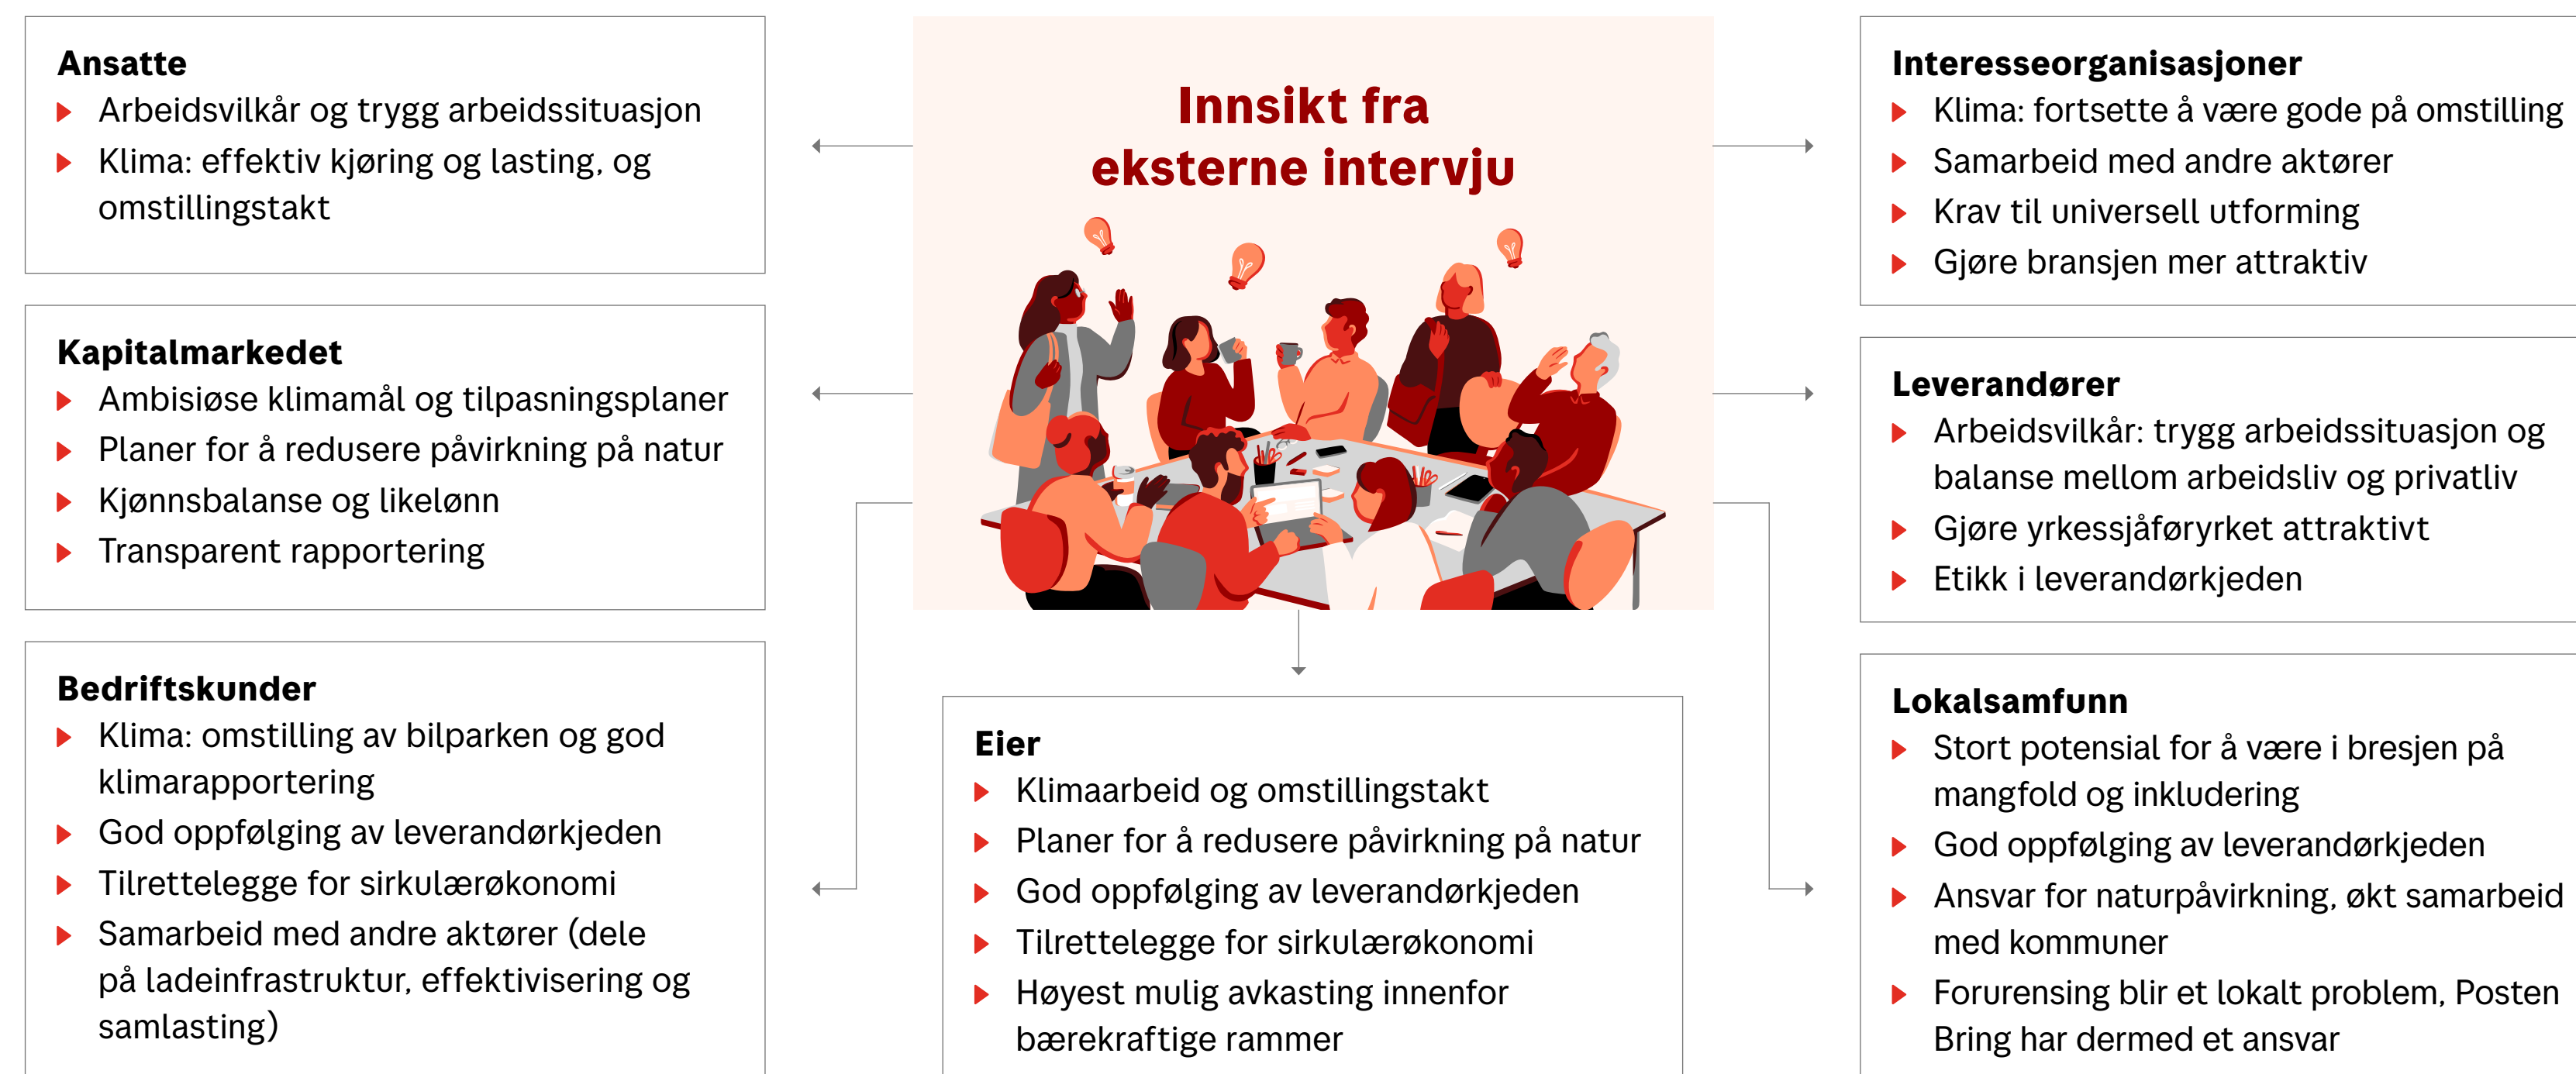 Innsikt fra
eksterne intervju
Ansatte
Arbeidsvilkår og trygg arbeidssituasjon
Klima: effektiv kjøring og lasting, og
omstillingstakt
Kapitalmarkedet
Ambisiøse klimamål og tilpasningsplaner
Planer for å redusere påvirkning på natur
Kjønnsbalanse og likelønn
Transparent rapportering
Bedriftskunder
Klima: omstilling av bilparken og god
klimarapportering
God oppfølging av leverandørkjeden
Tilrettelegge for sirkulærøkonomi
Samarbeid med andre aktører (dele
på ladeinfrastruktur, effektivisering og
samlasting)
Eier
Klimaarbeid og omstillingstakt
Planer for å redusere påvirkning på natur
God oppfølging av leverandørkjeden
Tilrettelegge for sirkulærøkonomi
Høyest mulig avkasting innenfor
bærekraftige rammer
Interesseorganisasjoner
Klima: fortsette å være gode på omstilling
Samarbeid med andre aktører
Krav til universell utforming
Gjøre bransjen mer attraktiv
Leverandører
Arbeidsvilkår: trygg arbeidssituasjon og
balanse mellom arbeidsliv og privatliv
Gjøre yrkessjåføryrket attraktivt
Etikk i leverandørkjeden
Lokalsamfunn
Stort potensial for å være i bresjen på
mangfold og inkludering
God oppfølging av leverandørkjeden
Ansvar for naturpåvirkning, økt samarbeid
med kommuner
Forurensing blir et lokalt problem, Posten
Bring har dermed et ansvar